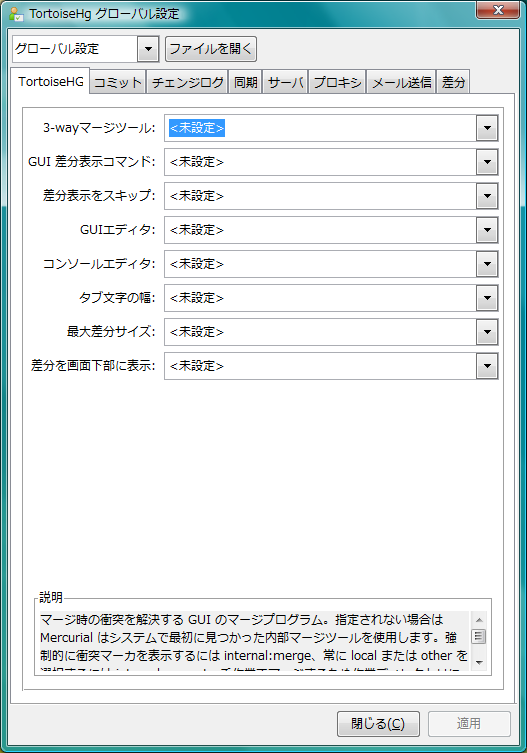 TortoiseHg グローバル設定
グローバル設定 ファイルを開く
TortoiseHG コミット チェンジログ 同期 サーバ プロキシ メール送信 差分
3-wayマージツール: <未設定>
GUI 差分表示コマンド: <未設定>
差分表示をスキップ: <未設定>
GUIエディタ: <未設定>
コンソールエディタ: <未設定>
タブ文字の幅: <未設定>
最大差分サイズ: <未設定>
差分を画面下部に表示: <未設定>
説明
マージ時の衝突を解決する GUI のマージプログラム。指定されない場合は
Mercurial はシステムで最初に見つかった内部マージツールを使用します。強
制的に衝突マーカを表示するには internal:merge、常に local または other を
閉じる(C) 適用